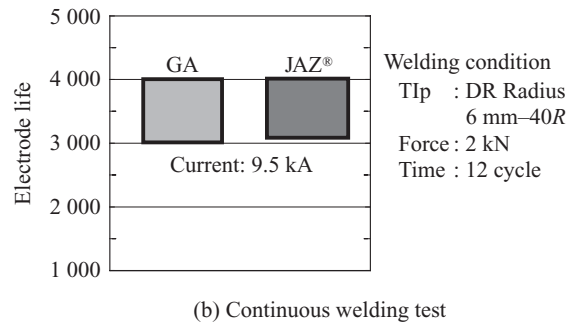 5 000
4 000
3 000
2 000
1 000
Electrode life
GA
JAZ®
Current: 9.5 kA
Welding condition
TIp : DR Radius
6 mm–40R
Force : 2 kN
Time : 12 cycle
(b) Continuous welding test